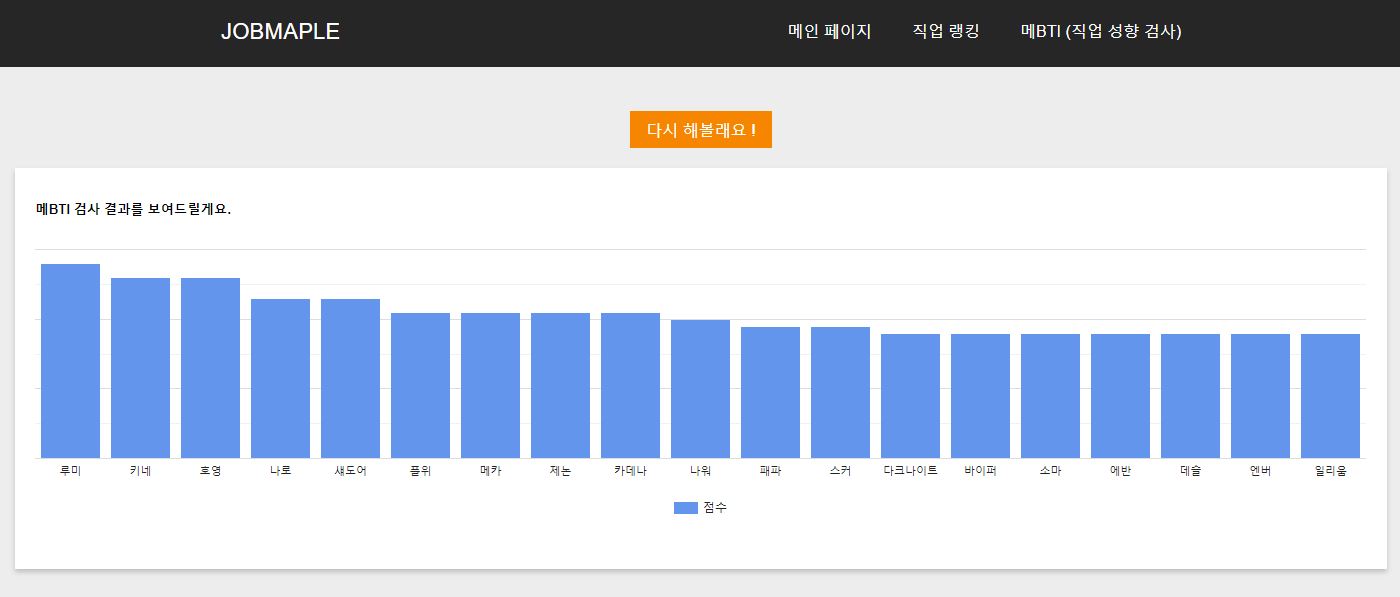 JOBMAPLE
메인 페이지
직업 랭킹
메BTI (직업 성향 검사)
다시 해볼래요 !
메BTI 검사 결과를 보여드릴게요.
루미 키네 호영 나로 섀도어 플위 메카 제논 카데나 나워 패파 스커 다크나이트 바이퍼 소마 에반 데슬 엔버 일리움
점수